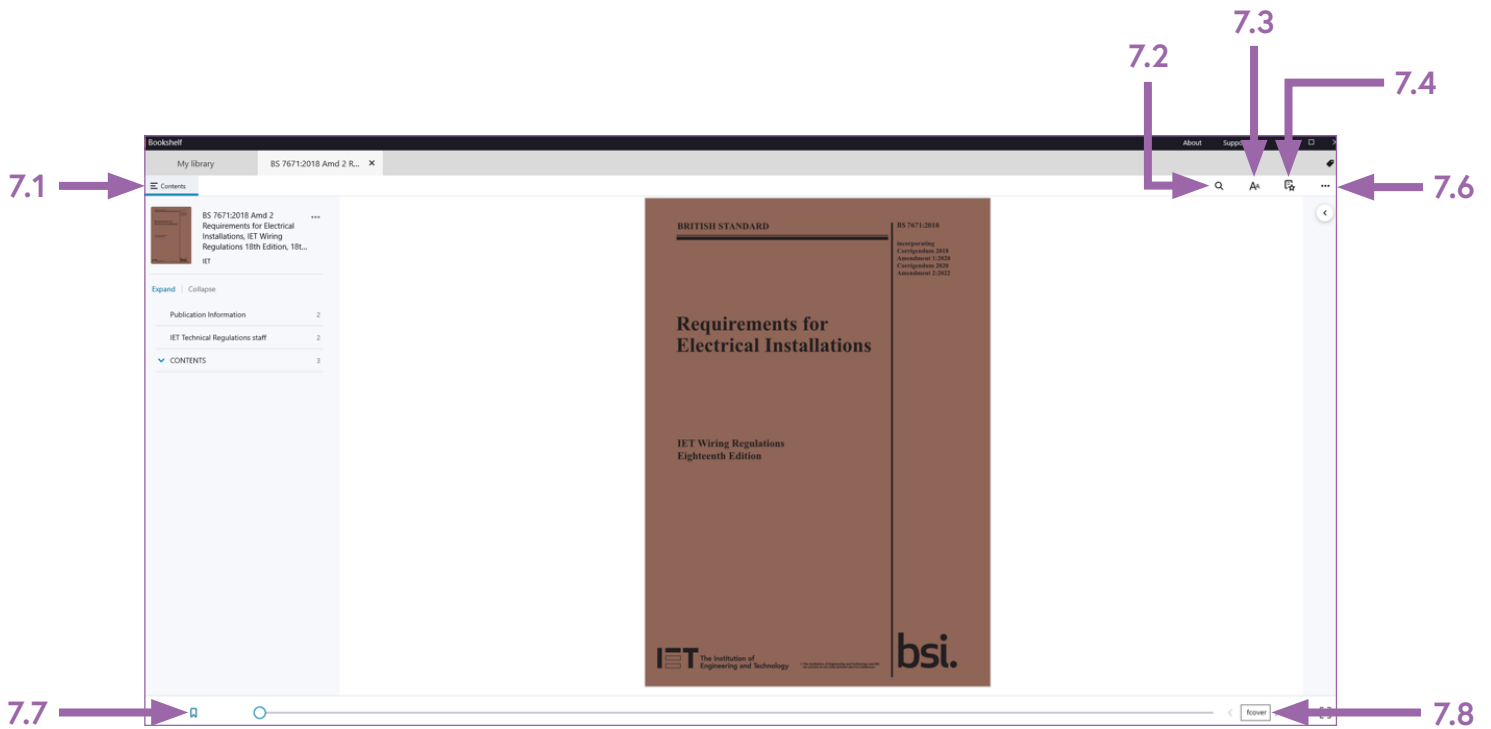 7.3
7.2
7.4
Bookshelf
About
My library
BS 7671:2018 Amd 2 R...
7.1
Contents
AA
7.6
BS 7671:2018 Amd 2
Requirements for Electrical
Installations, IET Wiring
Regulations 18th Edition, 18t...
IET
Expand
Collapse
Publication Information 2
IET Technical Regulations staff 2
CONTENTS 3
BRITISH STANDARD
BS 7671:2018
incorporating
Corrigendum 2018
Amendment 1:2020
Corrigendum 2020
Amendment 2:2022
Requirements for
Electrical Installations
IET Wiring Regulations
Eighteenth Edition
IET
The Institution of
Engineering and Technology
bsi.
7.7
fcover
7.8